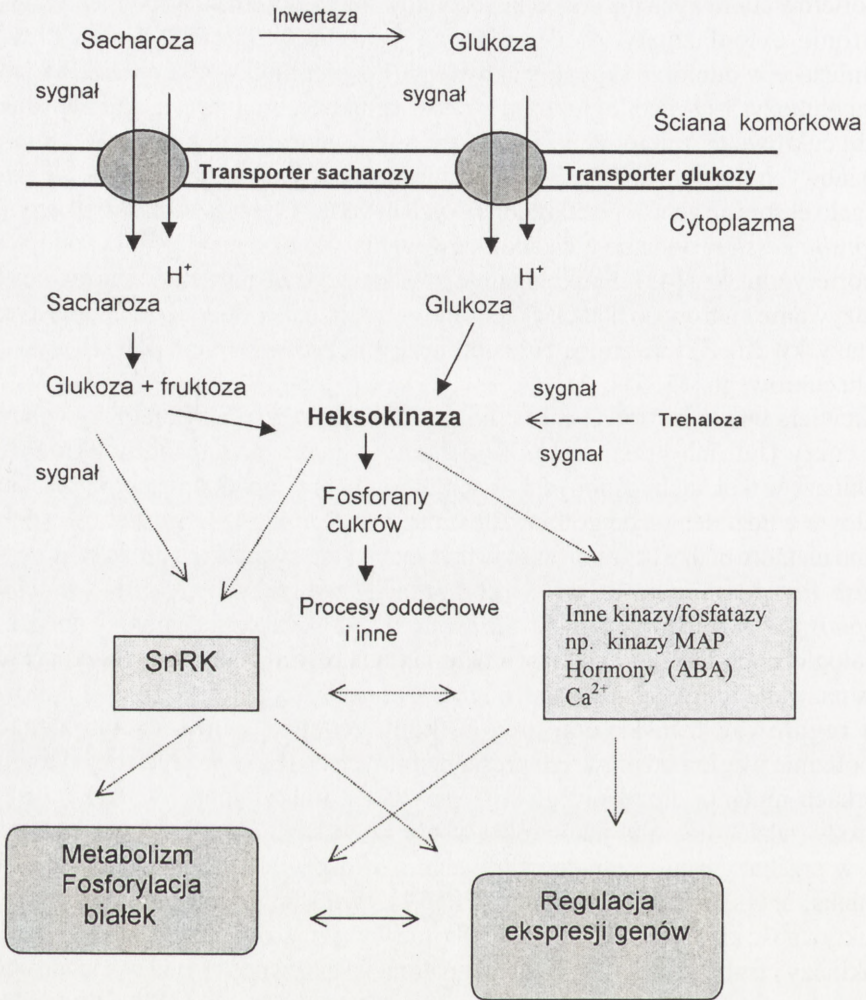 Inwertaza
Sacharoza
Glukoza
sygnał
sygnał
Ściana komórkowa
Transporter sacharozy
Transporter glukozy
Cytoplazma
H+
H+
Sacharoza
Glukoza
Glukoza + fruktoza
Heksokinaza
sygnał
Trehaloza
sygnał
sygnał
Fosforany
cukrów
Procesy oddechowe
i inne
SnRK
Inne kinazy/fosfatazy
np. kinazy MAP
Hormony (ABA)
Ca2+
Metabolizm
Fosforylacja
białek
Regulacja
ekspresji genów